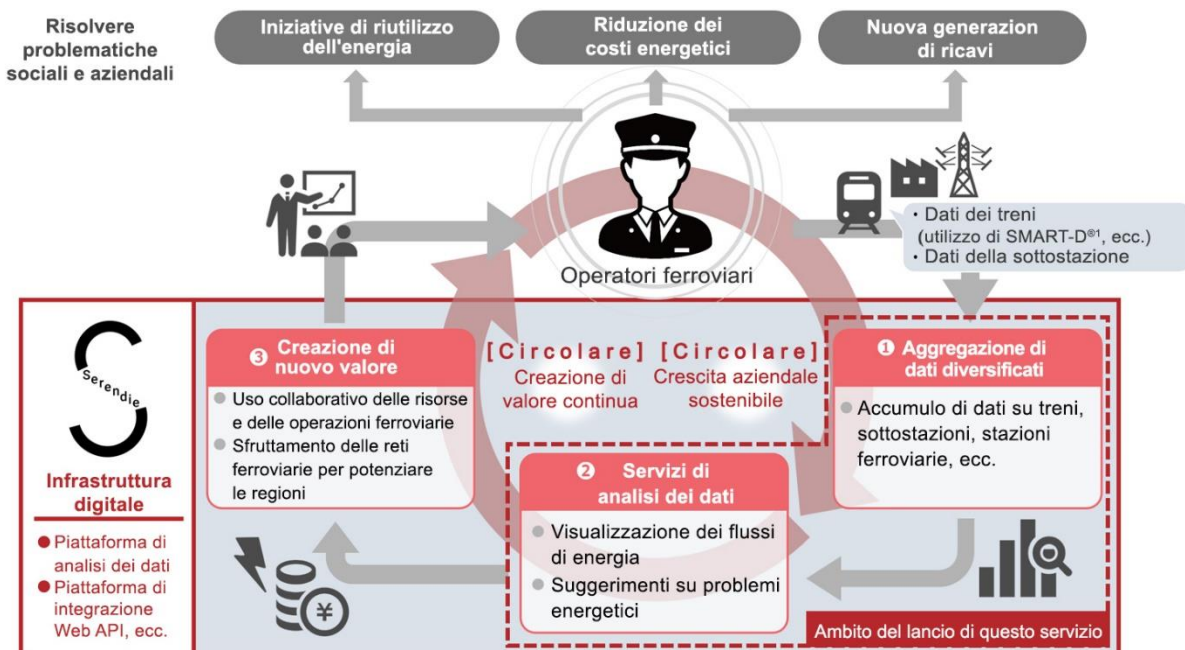 Risolvere
problematiche
sociali e aziendali
Iniziative di riutilizzo
dell'energia
Riduzione dei
costi energetici
Nuova generazion
di ricavi
• Dati dei treni
(utilizzo di SMART-D®¹, ecc.)
• Dati della sottostazione
Operatori ferroviari
Serendie
Infrastruttura
digitale
● Piattaforma di
analisi dei dati
● Piattaforma di
integrazione
Web API, ecc.
❸ Creazione di
nuovo valore
● Uso collaborativo delle risorse
e delle operazioni ferroviarie
● Sfruttamento delle reti
ferroviarie per potenziare
le regioni
[Circolare]
Creazione di
valore continua
[Circolare]
Crescita aziendale
sostenibile
❶ Aggregazione di
dati diversificati
● Accumulo di dati su treni,
sottostazioni, stazioni
ferroviarie, ecc.
❷ Servizi di
analisi dei dati
● Visualizzazione dei flussi
di energia
● Suggerimenti su problemi
energetici
¥
Ambito del lancio di questo servizio